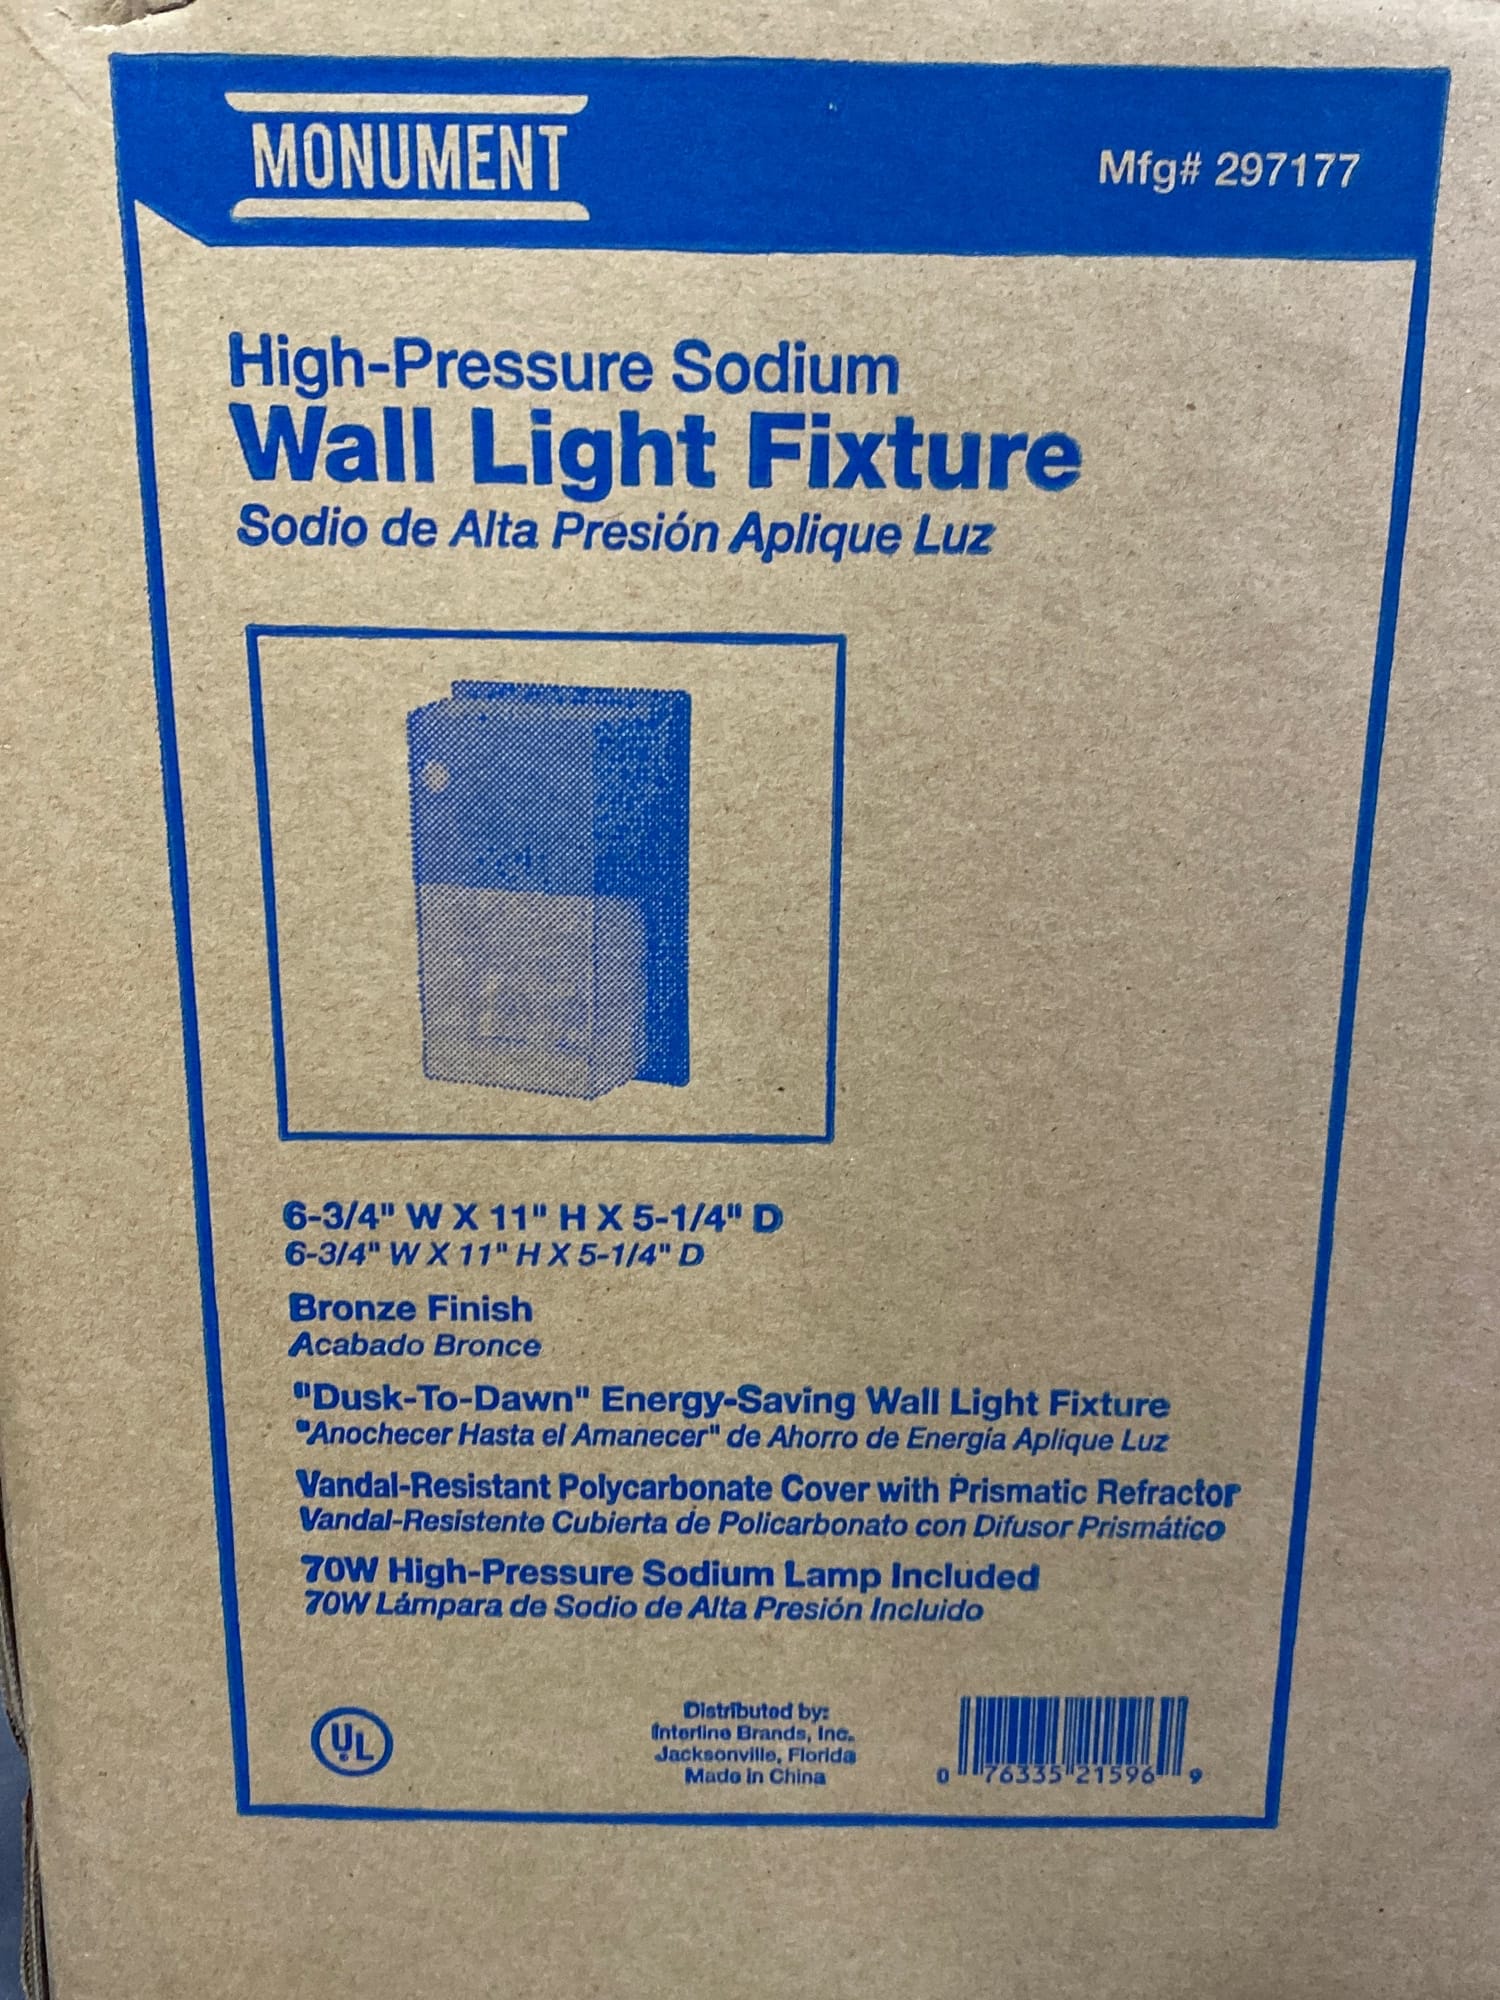 MONUMENT
Mfg# 297177
High-Pressure Sodium
Wall Light Fixture
Sodio de Alta Presión Aplique Luz
6-3/4" W X 11" H X 5-1/4" D
6-3/4" W X 11" H X 5-1/4" D
Bronze Finish
Acabado Bronce
"Dusk-To-Dawn" Energy-Saving Wall Light Fixture
"Anochecer Hasta el Amanecer" de Ahorro de Energia Aplique Luz
Vandal-Resistant Polycarbonate Cover with Prismatic Refractor
Vandal-Resistente Cubierta de Policarbonato con Difusor Prismático
70W High-Pressure Sodium Lamp Included
70W Lámpara de Sodio de Alta Presión Incluido
UL
Distributed by:
Interline Brands, Inc.
Jacksonville, Florida
Made in China
0 76335 21596 9